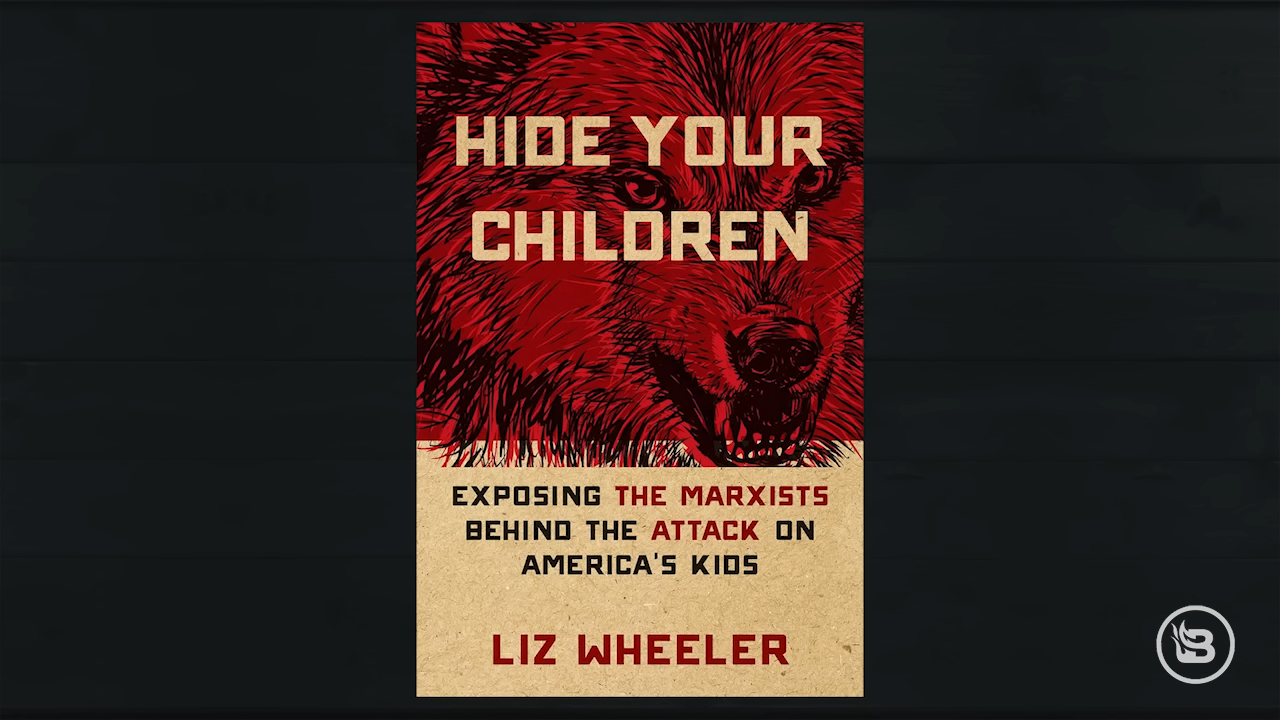 HIDE YOUR
CHILDREN
EXPOSING THE MARXISTS
BEHIND THE ATTACK ON
AMERICA'S KIDS
LIZ WHEELER
B